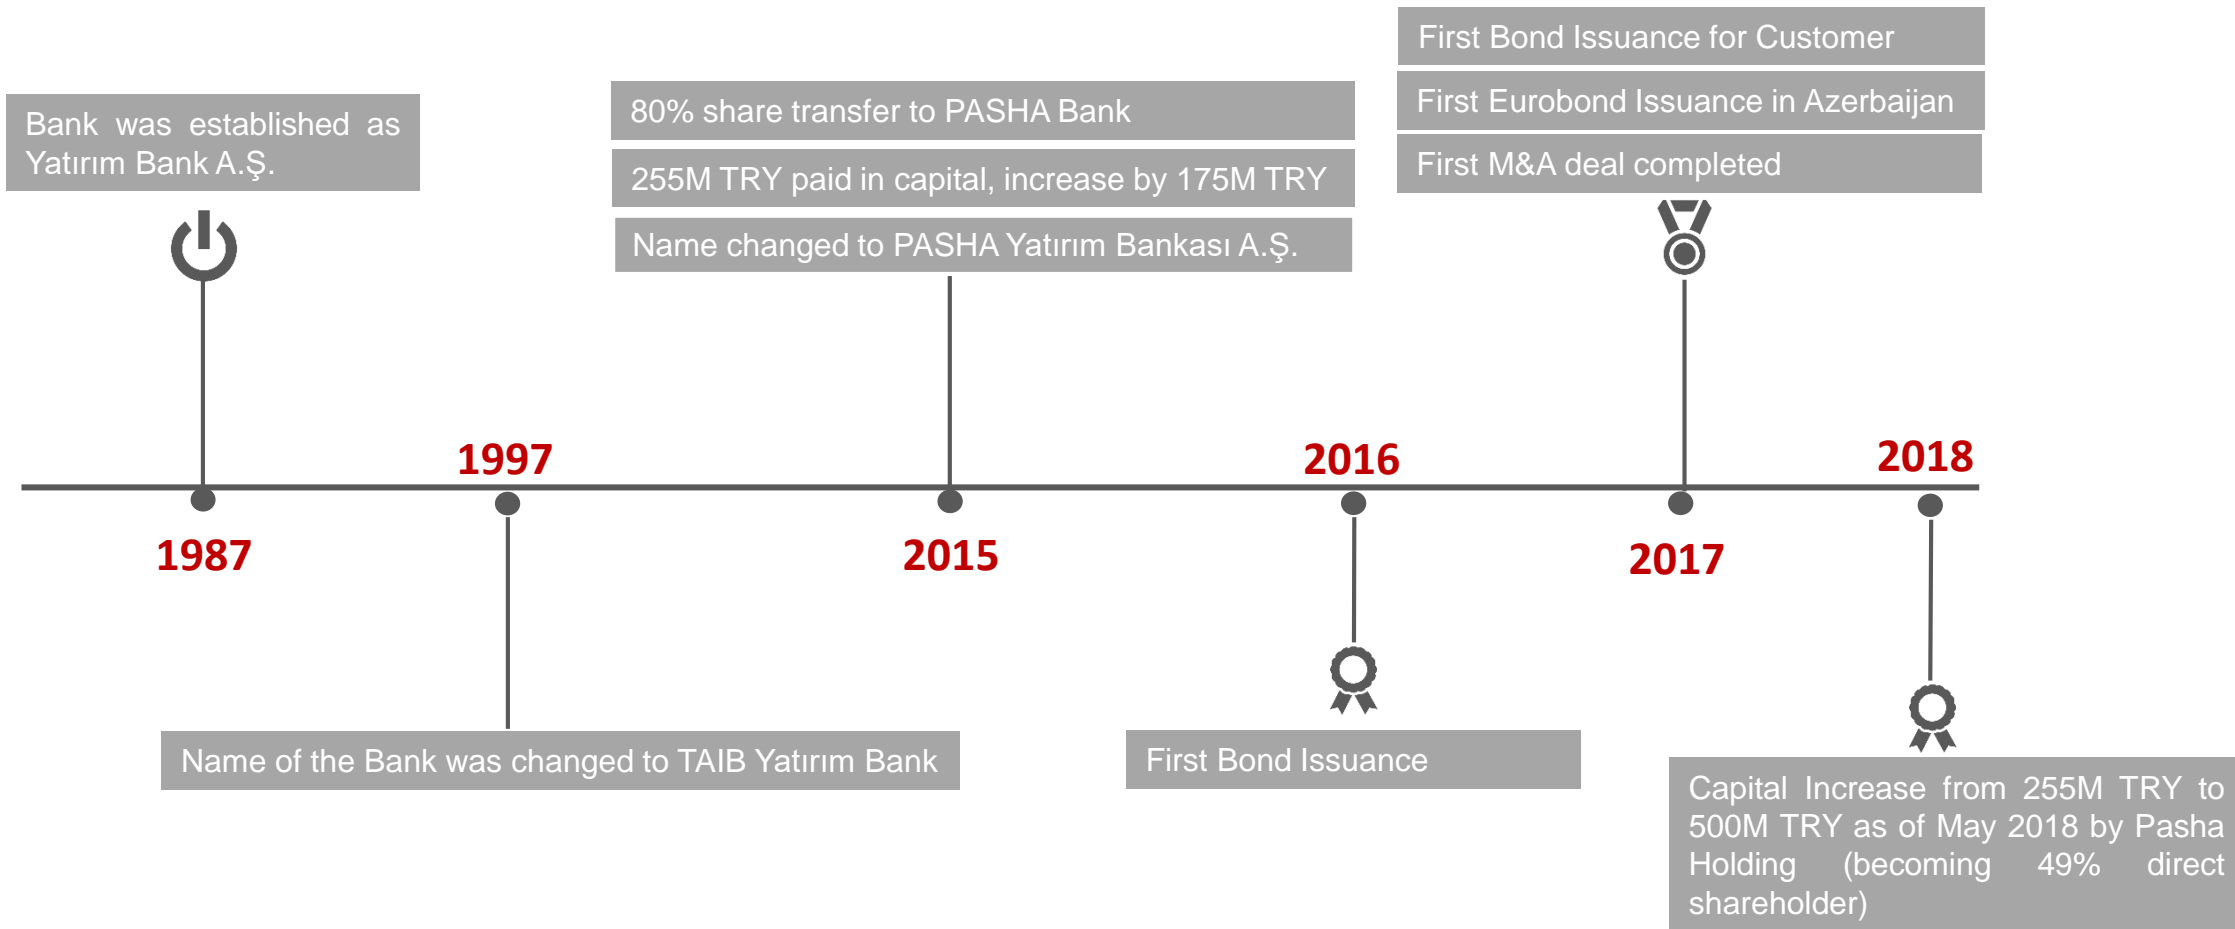 Bank was established as
Yatırım Bank A.Ş.
1987
1997
Name of the Bank was changed to TAIB Yatırım Bank
80% share transfer to PASHA Bank
255M TRY paid in capital, increase by 175M TRY
Name changed to PASHA Yatırım Bankası A.Ş.
2015
2016
First Bond Issuance
First Bond Issuance for Customer
First Eurobond Issuance in Azerbaijan
First M&A deal completed
2017
2018
Capital Increase from 255M TRY to
500M TRY as of May 2018 by Pasha
Holding (becoming 49% direct
shareholder)